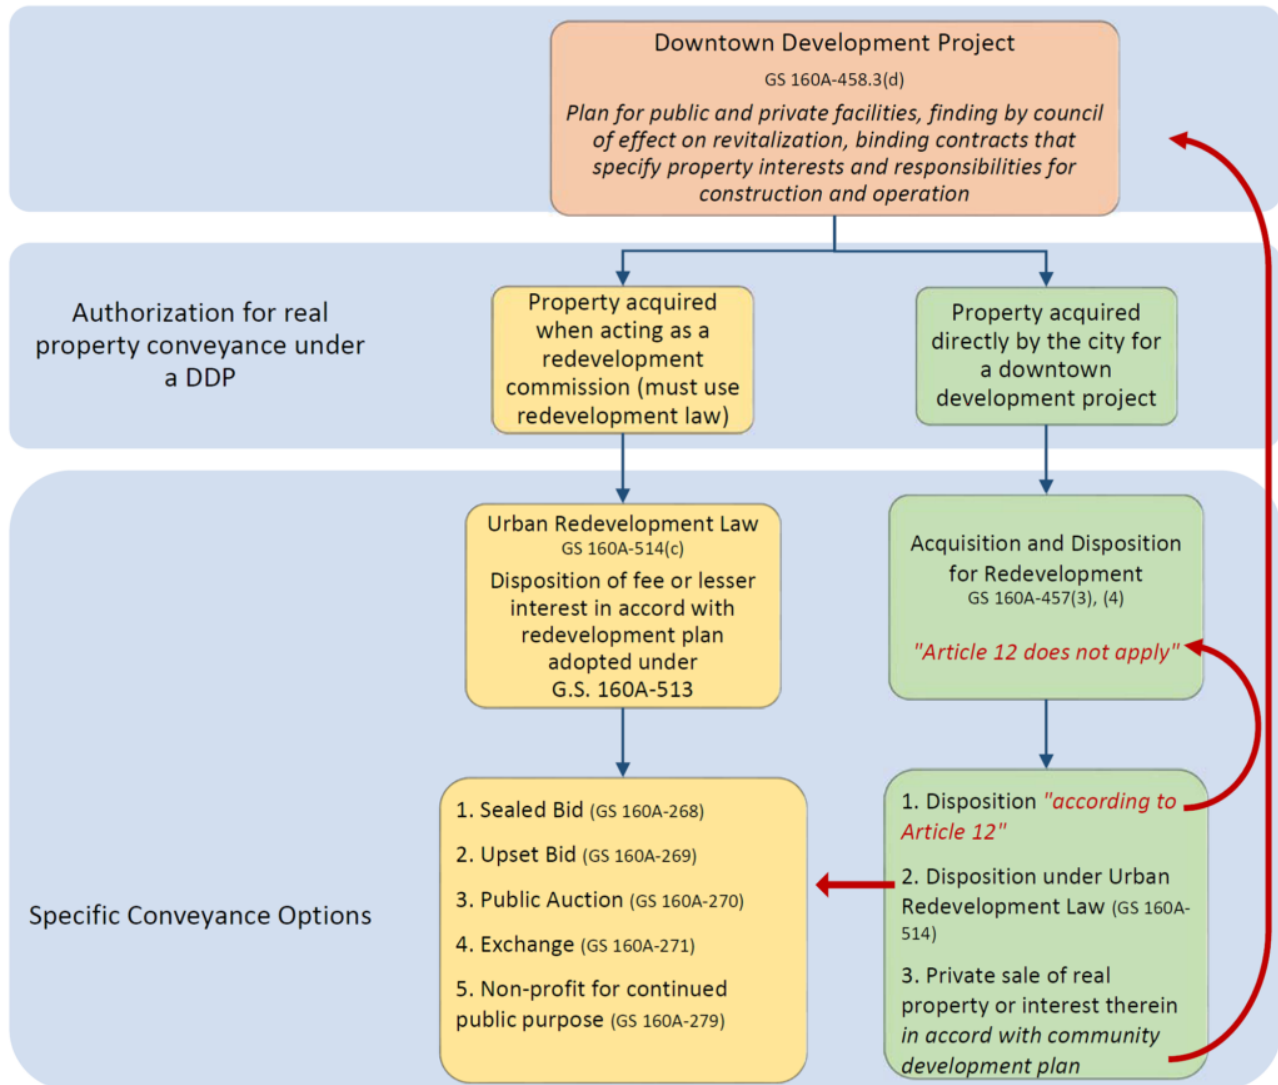 Downtown Development Project
GS 160A-458.3(d)
Plan for public and private facilities, finding by council
of effect on revitalization, binding contracts that
specify property interests and responsibilities for
construction and operation
Authorization for real
property conveyance under
a DDP
Property acquired
when acting as a
redevelopment
commission (must use
redevelopment law)
Property acquired
directly by the city for
a downtown
development project
Urban Redevelopment Law
GS 160A-514(c)
Disposition of fee or lesser
interest in accord with
redevelopment plan
adopted under
G.S. 160A-513
Acquisition and Disposition
for Redevelopment
GS 160A-457(3), (4)
"Article 12 does not apply"
Specific Conveyance Options
1. Sealed Bid (GS 160A-268)
2. Upset Bid (GS 160A-269)
3. Public Auction (GS 160A-270)
4. Exchange (GS 160A-271)
5. Non-profit for continued
public purpose (GS 160A-279)
1. Disposition "according to
Article 12"
2. Disposition under Urban
Redevelopment Law (GS 160A-
514)
3. Private sale of real
property or interest therein
in accord with community
development plan